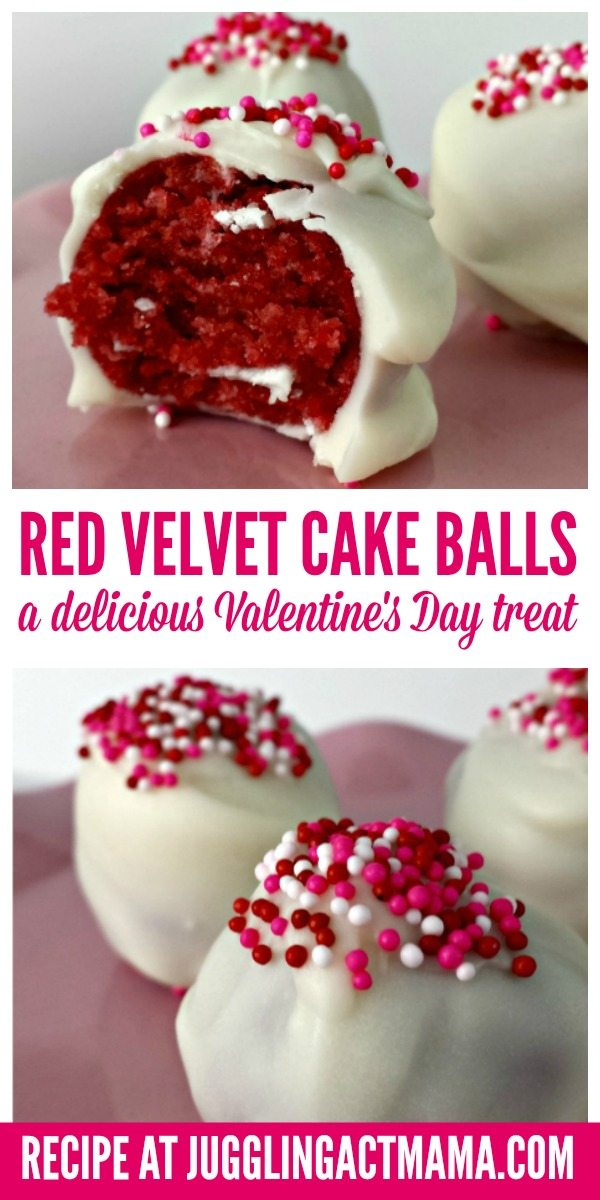 RED VELVET CAKE BALLS
a delicious Valentine's Day treat
RECIPE AT JUGGLINGACTMAMA.COM